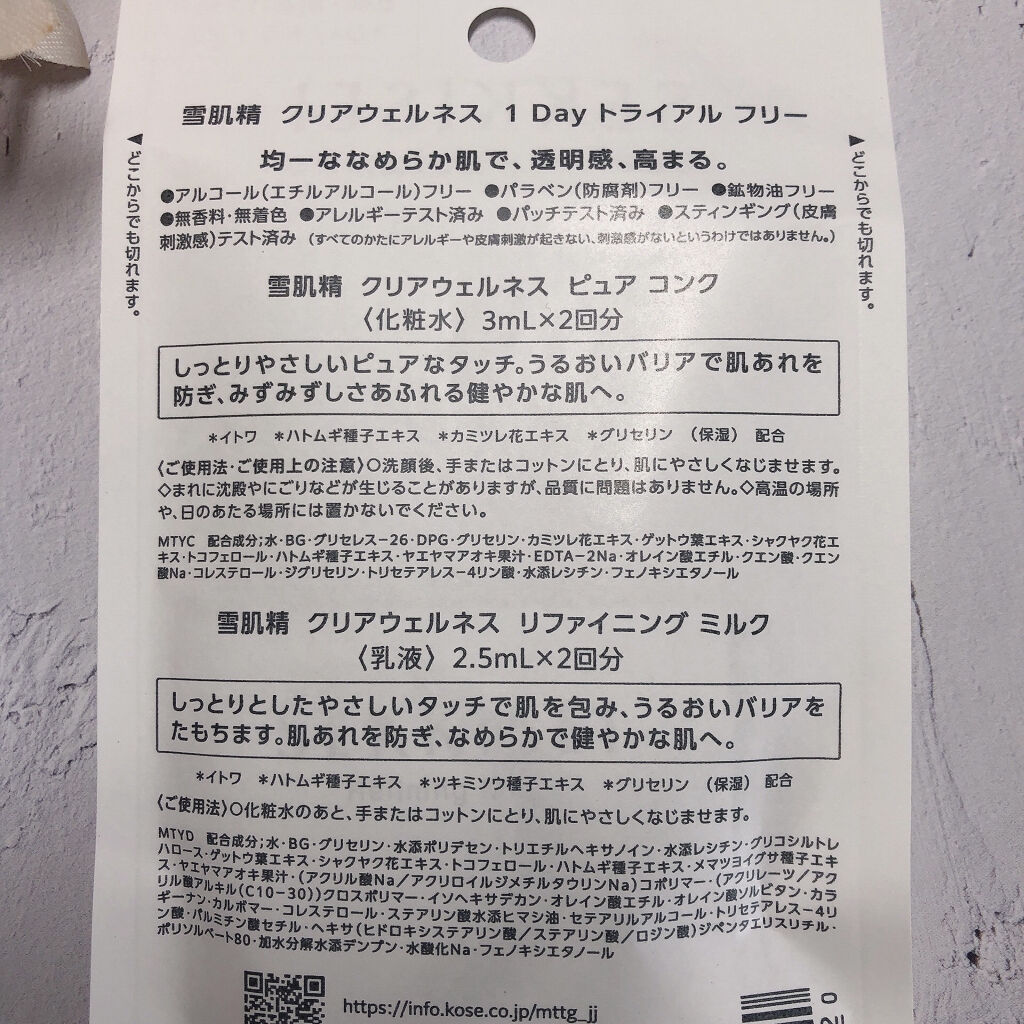 雪肌精 クリアウェルネス 1 Day トライアル フリー
均一ななめらか肌で、透明感、高まる。
●アルコール(エチルアルコール)フリー ●パラベン(防腐剤)フリー ●鉱物油フリー
●無香料・無着色 ●アレルギーテスト済み ●パッチテスト済み ●スティンギング(皮膚
刺激感)テスト済み (すべてのかたにアレルギーや皮膚刺激が起きない、刺激感がないというわけではありません。)
◀どこからでも切れます。
◀どこからでも切れます。
雪肌精 クリアウェルネス ピュア コンク
〈化粧水〉 3mL×2回分
しっとりやさしいピュアなタッチ。うるおいバリアで肌あれを
防ぎ、みずみずしさあふれる健やかな肌へ。
*イトワ *ハトムギ種子エキス *カミツレ花エキス *グリセリン (保湿) 配合
〈ご使用法・ご使用上の注意〉○洗顔後、手またはコットンにとり、肌にやさしくなじませます。
◇まれに沈殿やにごりなどが生じることがありますが、品質に問題はありません。◇高温の場所
や、日のあたる場所には置かないでください。
MTYC 配合成分;水・BG・グリセレス-26・DPG・グリセリン・カミツレ花エキス・ゲットウ葉エキス・シャクヤク花エ
キス・トコフェロール・ハトムギ種子エキス・ヤエヤマアオキ果汁・EDTA-2Na・オレイン酸エチル・クエン酸・クエン
酸Na・コレステロール・ジグリセリン・トリセテアレス-4リン酸・水添レシチン・フェノキシエタノール
雪肌精 クリアウェルネス リファイニング ミルク
〈乳液〉 2.5mL×2回分
しっとりとしたやさしいタッチで肌を包み、うるおいバリアを
たもちます。肌あれを防ぎ、なめらかで健やかな肌へ。
*イトワ *ハトムギ種子エキス *ツキミソウ種子エキス *グリセリン (保湿) 配合
〈ご使用法〉○化粧水のあと、手またはコットンにとり、肌にやさしくなじませます。
MTYD 配合成分;水・BG・グリセリン・水添ポリデセン・トリエチルヘキサノイン・水添レシチン・グリコシルトレ
ハロース・ゲットウ葉エキス・シャクヤク花エキス・トコフェロール・ハトムギ種子エキス・メマツヨイグサ種子エキ
ス・ヤエヤマアオキ果汁・(アクリル酸Na/アクリロイルジメチルタウリンNa)コポリマー・(アクリレーツ/アク
リル酸アルキル(C10-30))クロスポリマー・イソヘキサデカン・オレイン酸エチル・オレイン酸ソルビタン・カラ
ギーナン・カルボマー・コレステロール・ステアリン酸水添ヒマシ油・セテアリルアルコール・トリセテアレス-4リ
ン酸・パルミチン酸セチル・ヘキサ(ヒドロキシステアリン酸/ステアリン酸/ロジン酸)ジペンタエリスリチル・
ポリソルベート80・加水分解水添デンプン・水酸化Na・フェノキシエタノール
https://info.kose.co.jp/mttg_jj
20